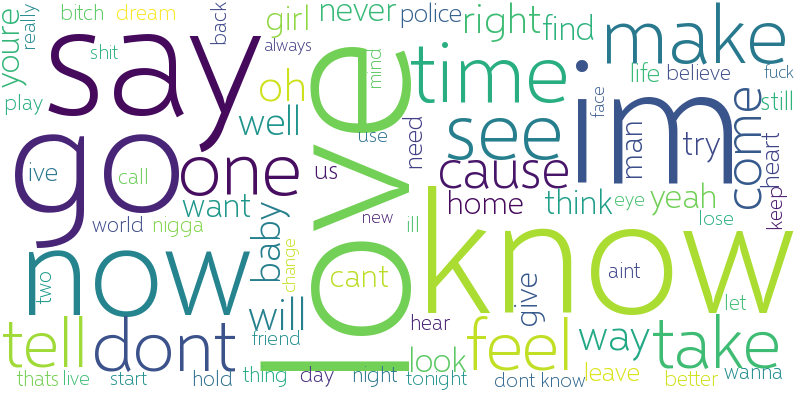 youre
really
bitch
dream
shit
back
girl
always
never
police
right
find
make
life
believe
fuck
say
oh
mind
time
play
well
see
im
face
still
come
go
one
love
use
need
cause
man
try
ive
call
us
want
home
think
eye
yeah
keep
heart
world
nigga
baby
new
ill
lose
know
now
two
change
cant
aint
will
friend
hear
give
let
tell
dont
look
feel
way
take
thats
live
start
hold
thing
day
night
tonight
dont know
leave
better
wanna